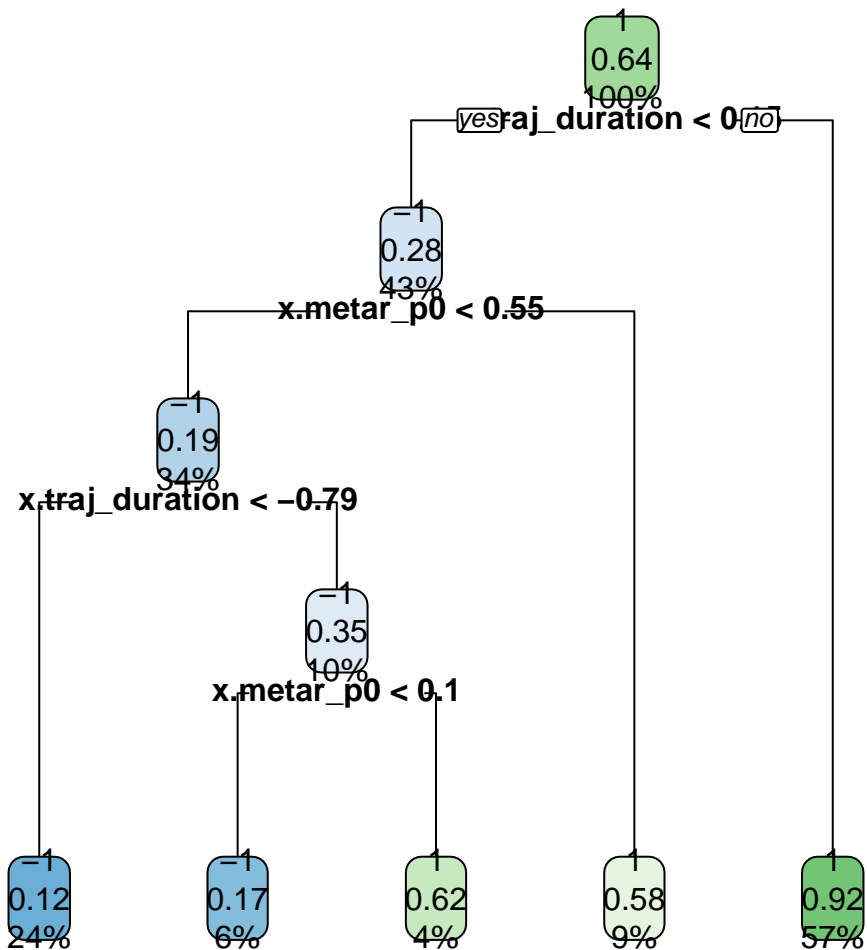 1
0.64
100%
yes raj_duration < 0 no
−1
0.28
43%
x.metar_p0 < 0.55
−1
0.19
34%
x.traj_duration < −0.79
−1
0.35
10%
x.metar_p0 < 0.1
−1 −1 1 1 1
0.12 0.17 0.62 0.58 0.92
24% 6% 4% 9% 57%